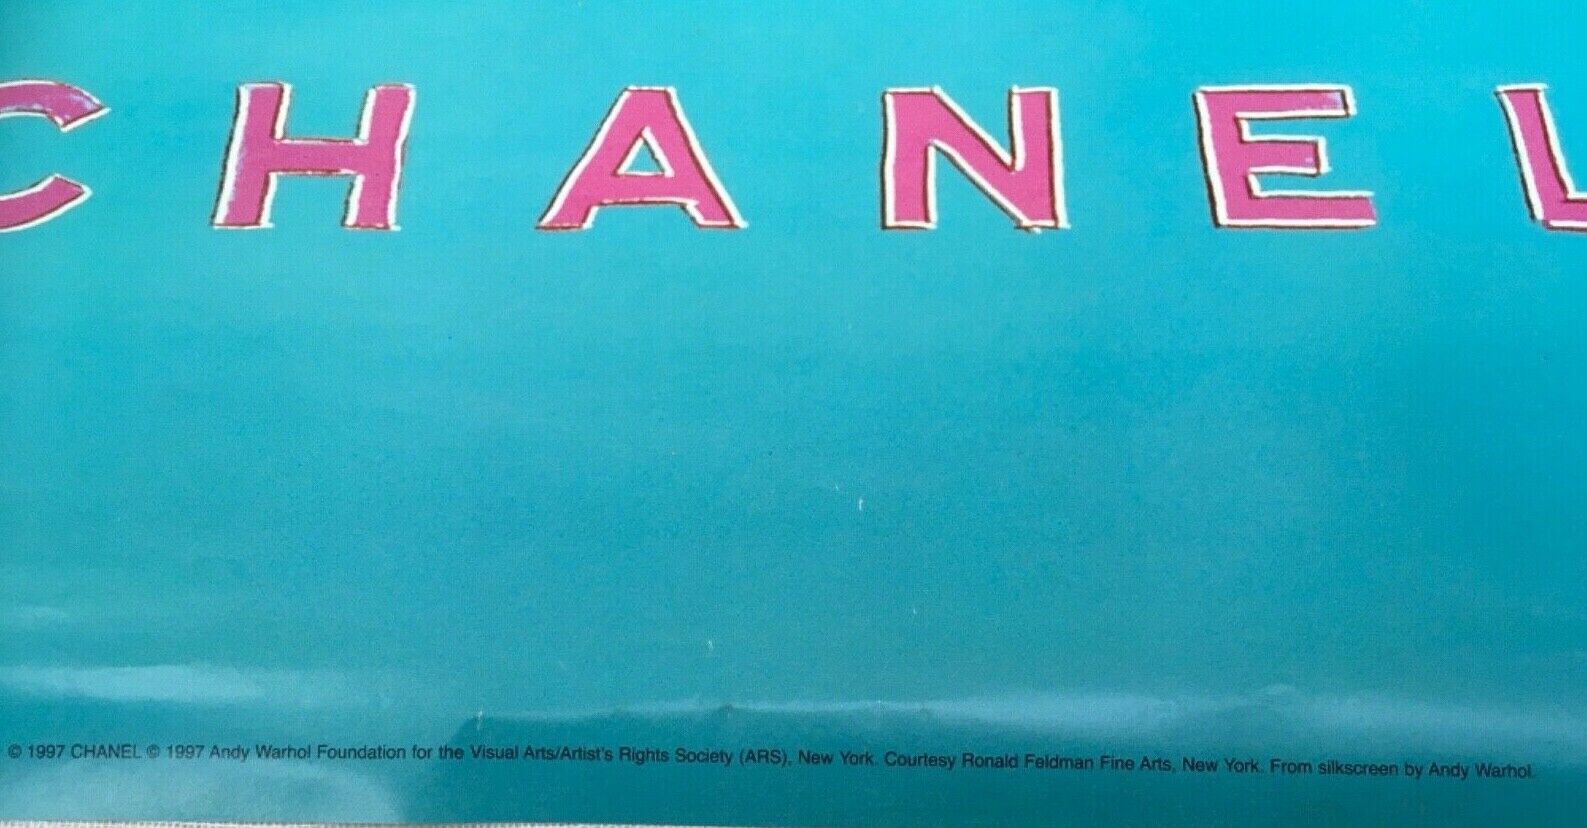 CHANEL
© 1997 CHANEL © 1997 Andy Warhol Foundation for the Visual Arts/Artist's Rights Society (ARS), New York. Courtesy Ronald Feldman Fine Arts, New York. From silkscreen by Andy Warhol.